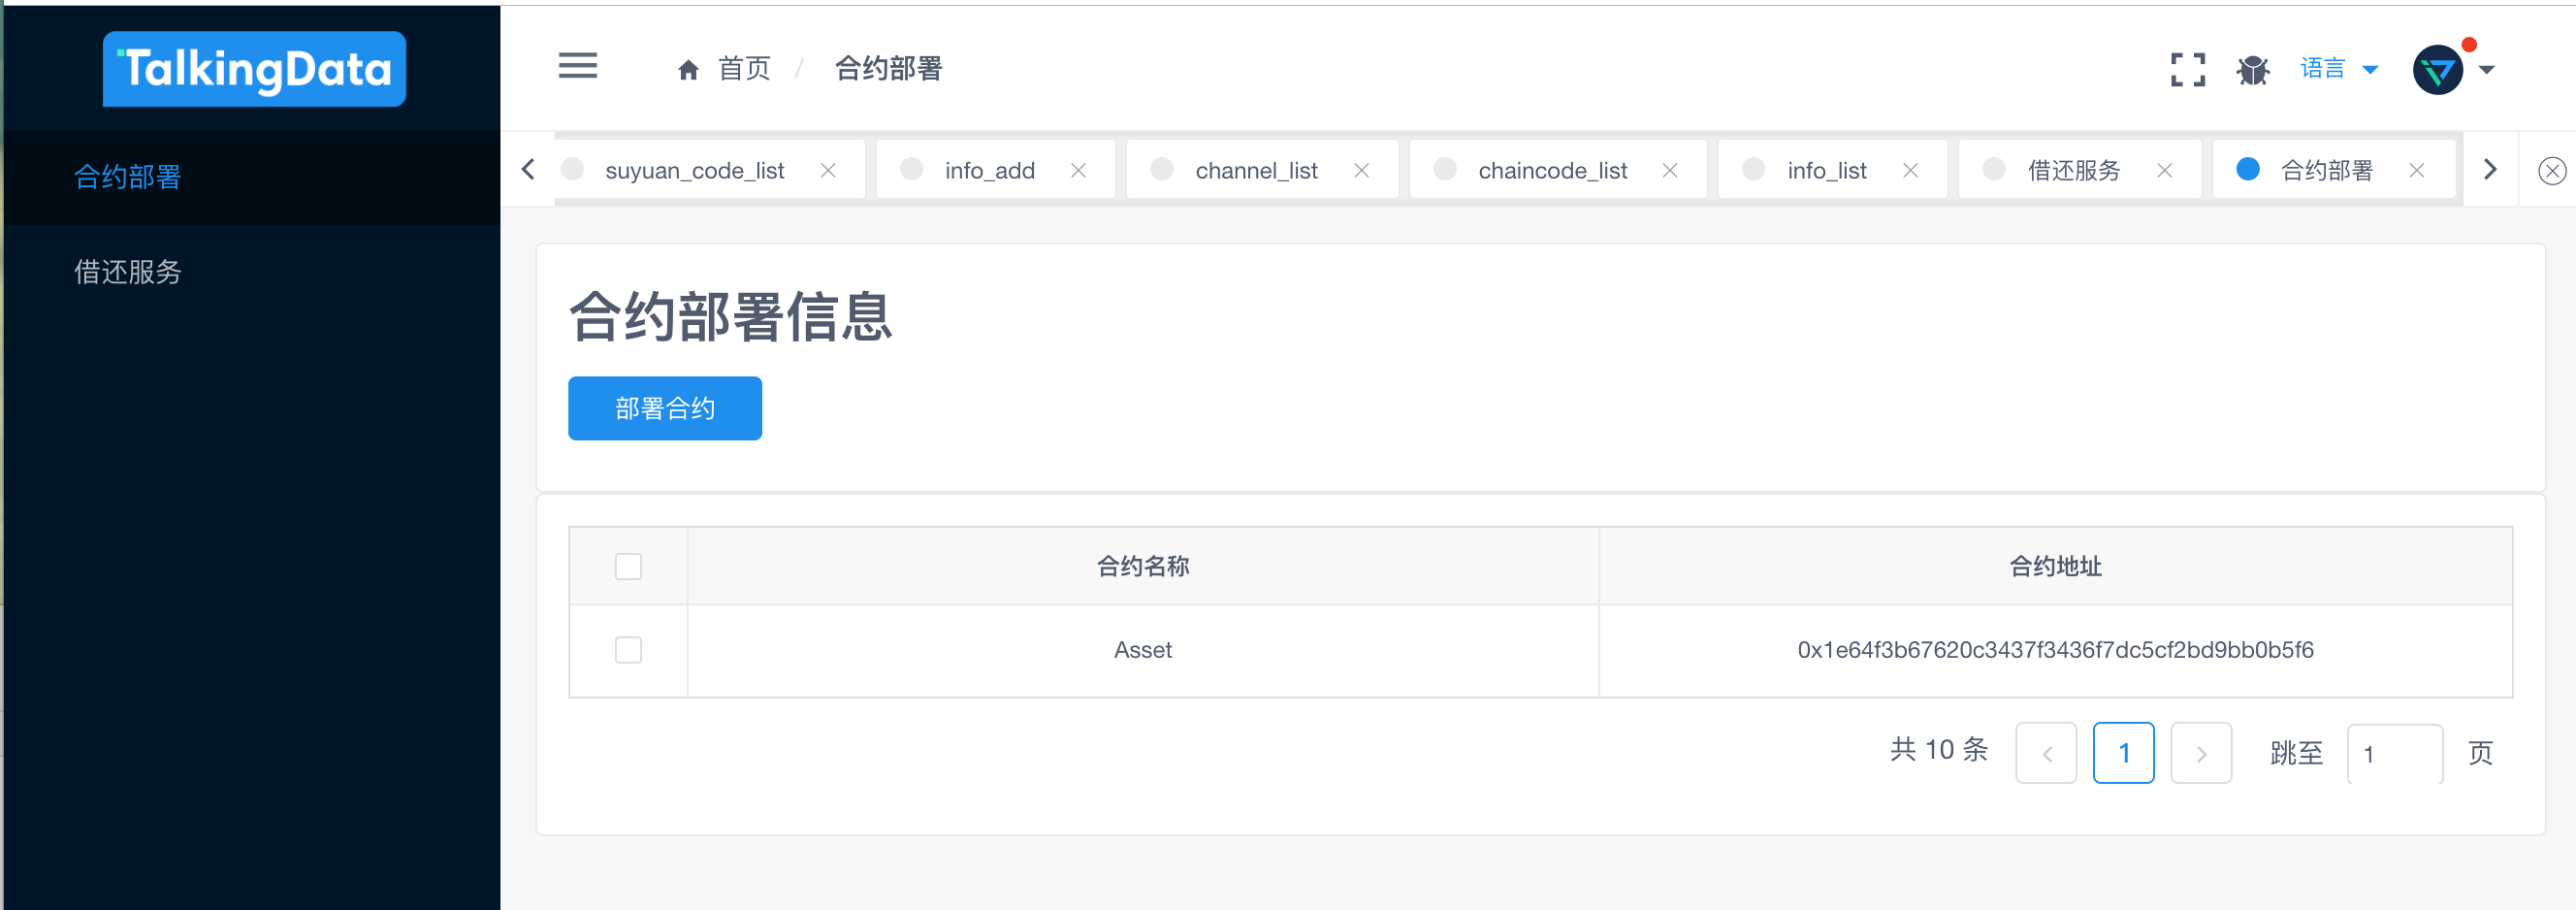 TalkingData
首页 / 合约部署
语言
suyuan_code_list
info_add
channel_list
chaincode_list
info_list
借还服务
合约部署
合约部署
借还服务
合约部署信息
部署合约
合约名称 合约地址
Asset 0x1e64f3b67620c3437f3436f7dc5cf2bd9bb0b5f6
共 10 条 1 跳至 1 页